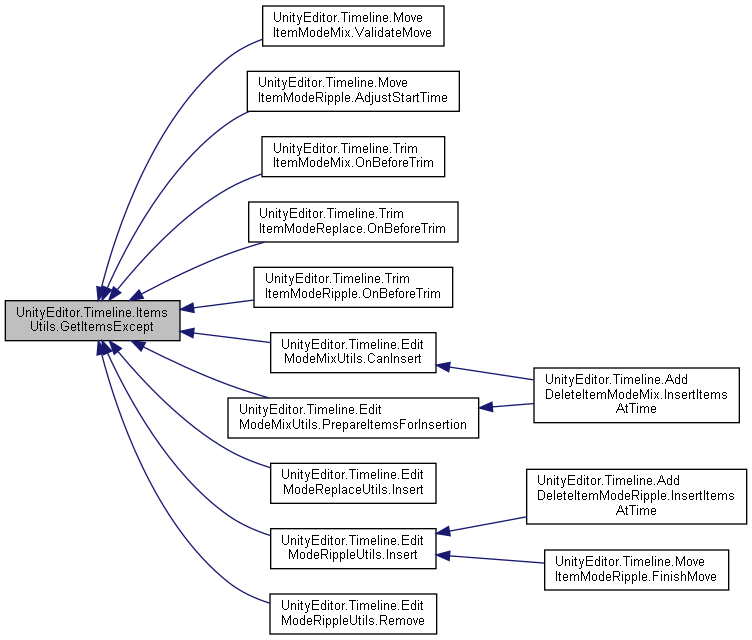 UnityEditor.Timeline.Move
ItemModeMix.ValidateMove
UnityEditor.Timeline.Move
ItemModeRipple.AdjustStartTime
UnityEditor.Timeline.Trim
ItemModeMix.OnBeforeTrim
UnityEditor.Timeline.Trim
ItemModeReplace.OnBeforeTrim
UnityEditor.Timeline.Trim
ItemModeRipple.OnBeforeTrim
UnityEditor.Timeline.Items
Utils.GetItemsExcept
UnityEditor.Timeline.Edit
ModeMixUtils.CanInsert
UnityEditor.Timeline.Add
DeleteItemModeMix.InsertItems
AtTime
UnityEditor.Timeline.Edit
ModeMixUtils.PrepareItemsForInsertion
UnityEditor.Timeline.Edit
ModeReplaceUtils.Insert
UnityEditor.Timeline.Add
DeleteItemModeRipple.InsertItems
AtTime
UnityEditor.Timeline.Edit
ModeRippleUtils.Insert
UnityEditor.Timeline.Move
ItemModeRipple.FinishMove
UnityEditor.Timeline.Edit
ModeRippleUtils.Remove